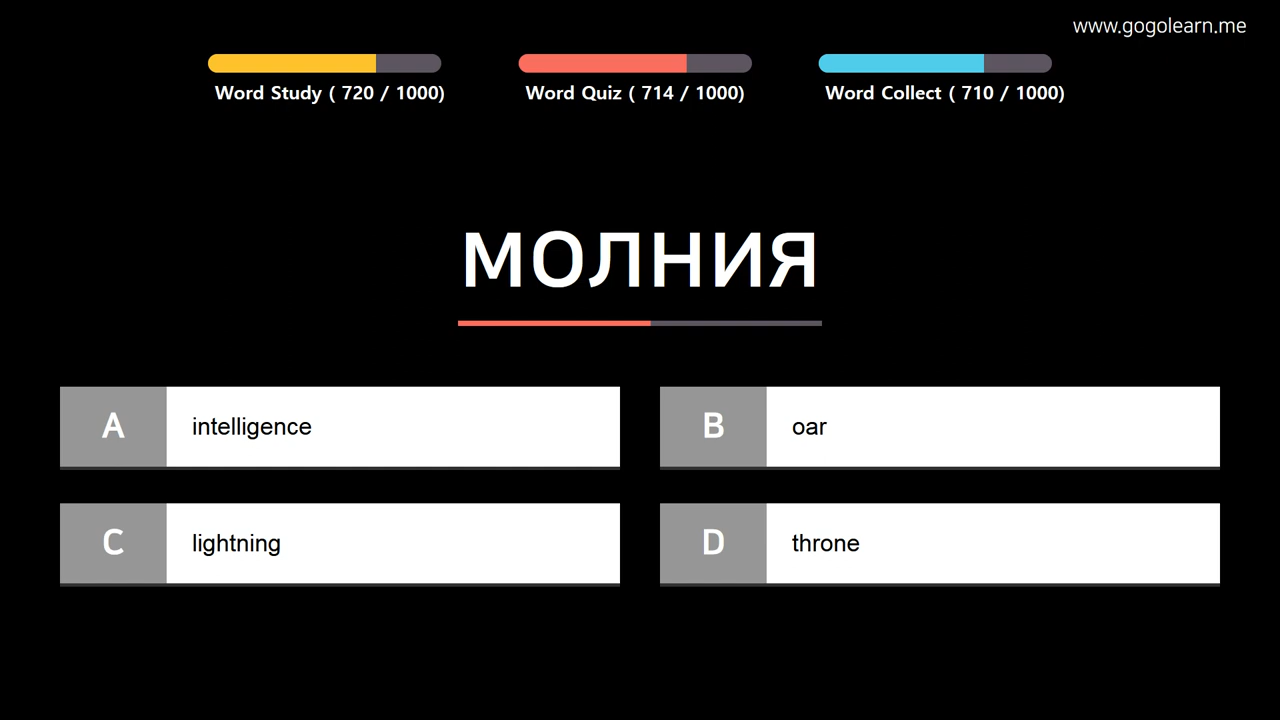 www.gogolearn.me
Word Study ( 720 / 1000)
Word Quiz ( 714 / 1000)
Word Collect ( 710 / 1000)
МОЛНИЯ
A intelligence
B oar
C lightning
D throne